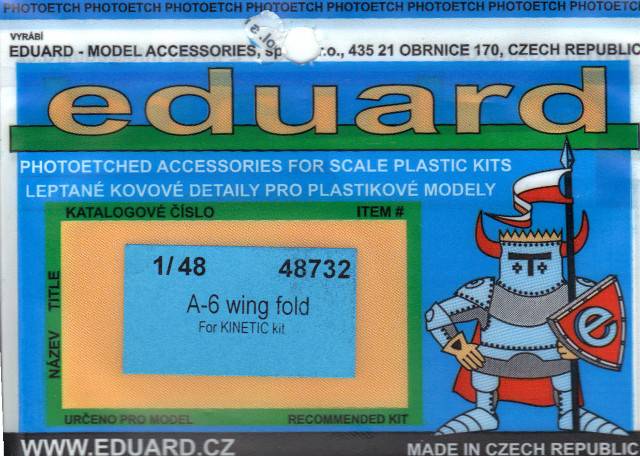 PHOTOETCH PHOTOETCH PHOTOETCH PHOTOETCH PHOTOETCH PHOTOETCH PHOTOETCH PHOTOETCH
VYRÁBÍ
EDUARD - MODEL ACCESSORIES, 435 21 OBRNICE 170, CZECH REPUBLIC
eduard
PHOTOETCHED ACCESSORIES FOR SCALE PLASTIC KITS
LEPTANÉ KOVOVÉ DETAILY PRO PLASTIKOVÉ MODELY
KATALOGOVÉ ČÍSLO ITEM #
1/48 48732
A-6 wing fold
For KINETIC kit
NÁZEV TITLE
e
URČENO PRO MODEL RECOMMENDED KIT
WWW.EDUARD.CZ MADE IN CZECH REPUBLIC